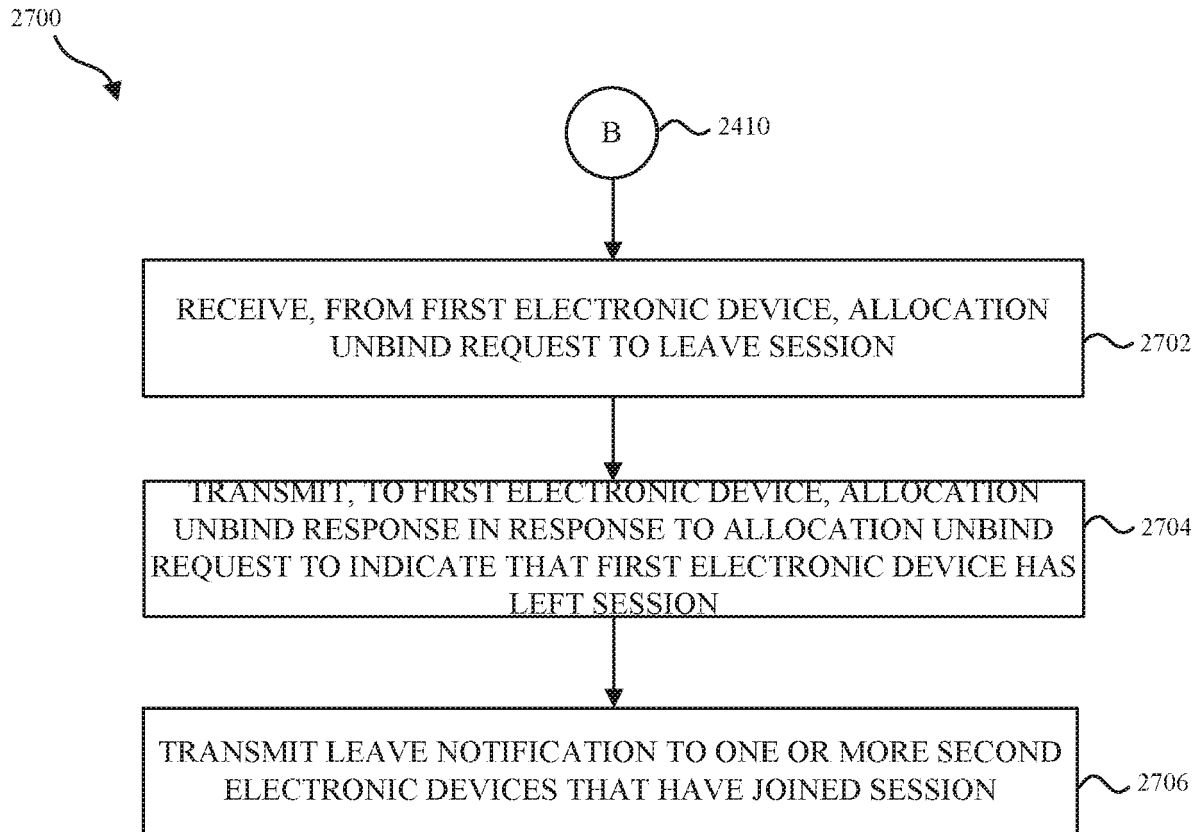 2700
B
2410
RECEIVE, FROM FIRST ELECTRONIC DEVICE, ALLOCATION
UNBIND REQUEST TO LEAVE SESSION
2702
TRANSMIT, TO FIRST ELECTRONIC DEVICE, ALLOCATION
UNBIND RESPONSE IN RESPONSE TO ALLOCATION UNBIND
REQUEST TO INDICATE THAT FIRST ELECTRONIC DEVICE HAS
LEFT SESSION
2704
TRANSMIT LEAVE NOTIFICATION TO ONE OR MORE SECOND
ELECTRONIC DEVICES THAT HAVE JOINED SESSION
2706